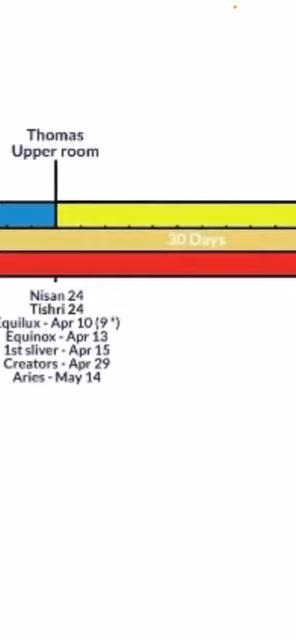 Thomas
Upper room
30 Days
Nisan 24
Tishri 24
Equilux - Apr 10 (9*)
Equinox - Apr 13
1st sliver - Apr 15
Creators - Apr 29
Aries - May 14